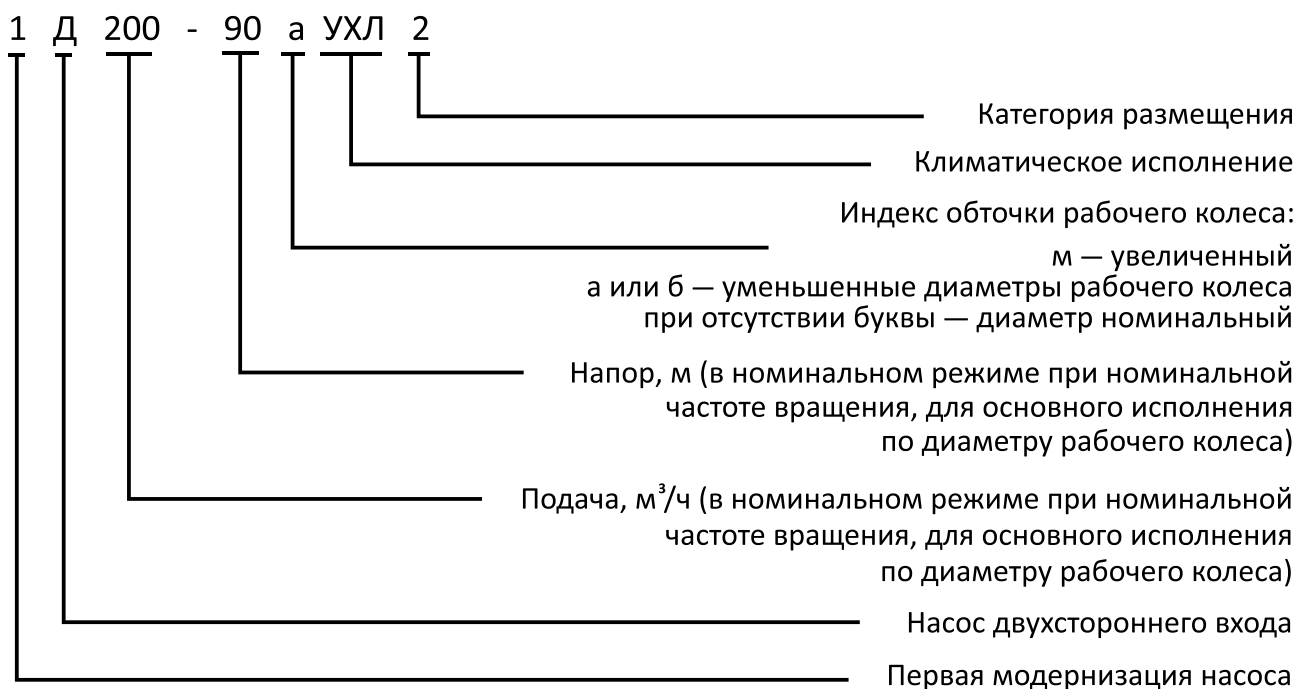 1 Д 200 - 90 а УХЛ 2
Категория размещения
Климатическое исполнение
Индекс обточки рабочего колеса:
м — увеличенный
а или б — уменьшенные диаметры рабочего колеса
при отсутствии буквы — диаметр номинальный
Напор, м (в номинальном режиме при номинальной
частоте вращения, для основного исполнения
по диаметру рабочего колеса)
Подача, м³/ч (в номинальном режиме при номинальной
частоте вращения, для основного исполнения
по диаметру рабочего колеса)
Насос двухстороннего входа
Первая модернизация насоса